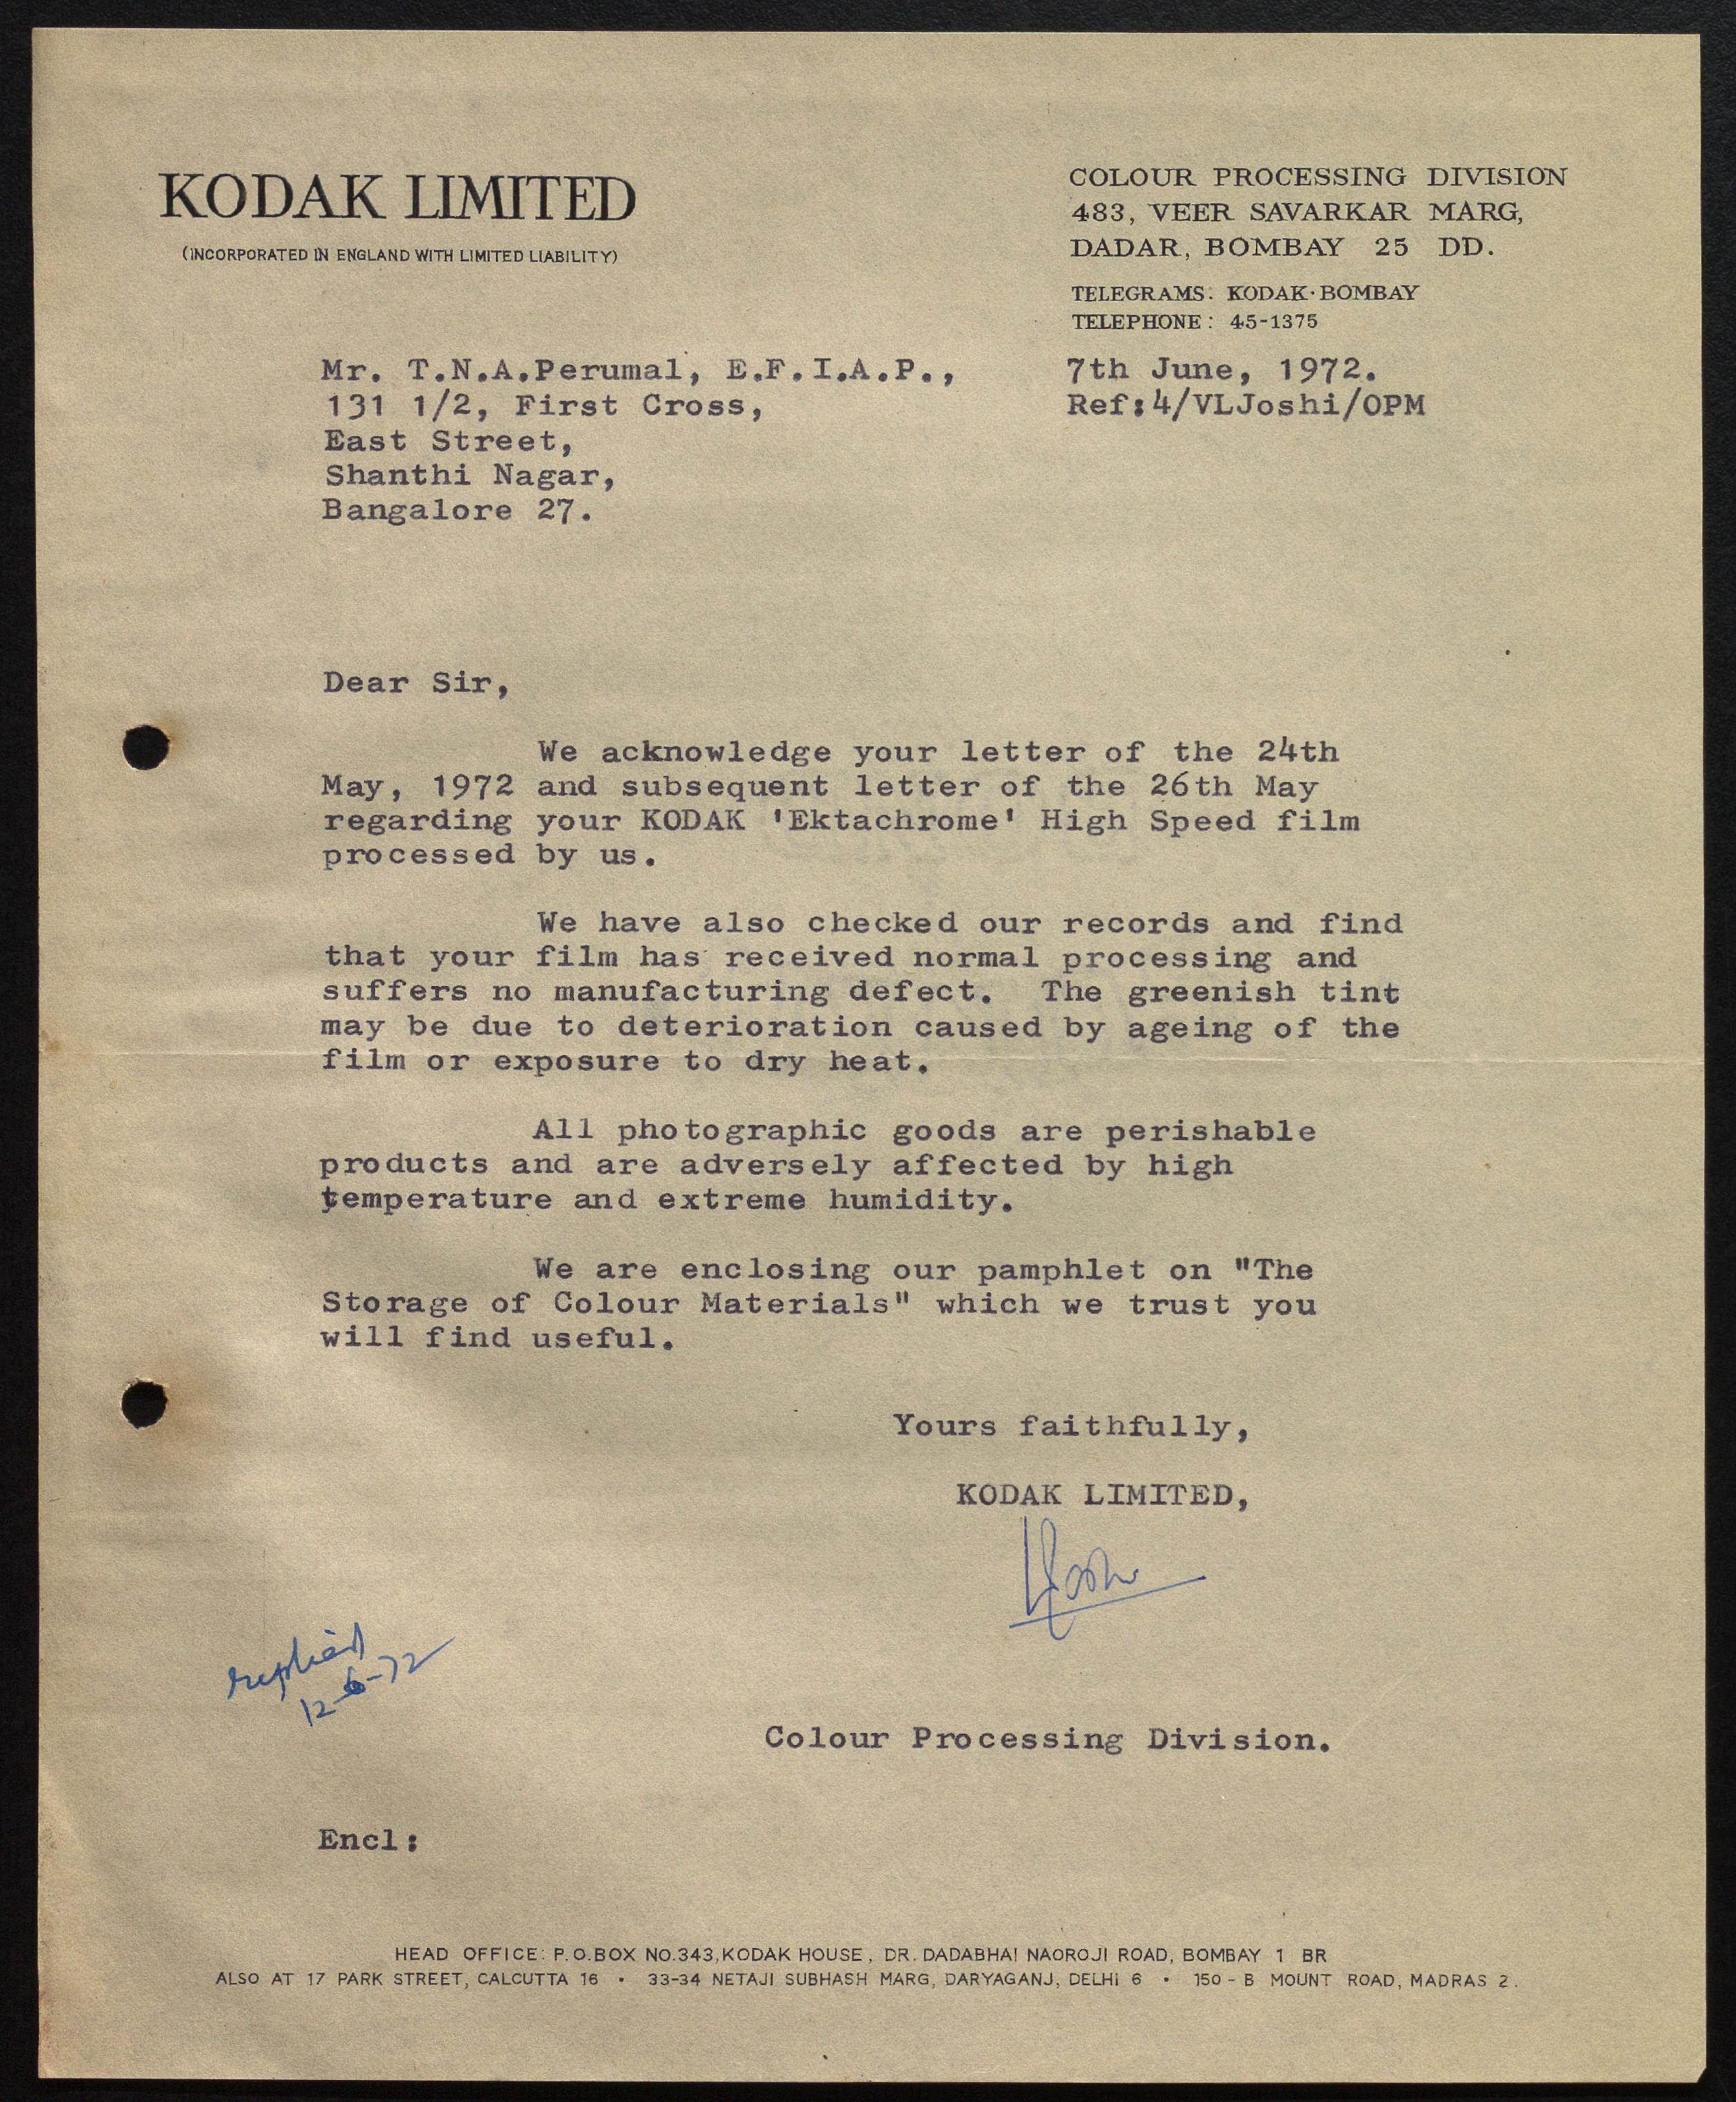 KODAK LIMITED
(INCORPORATED IN ENGLAND WITH LIMITED LIABILITY)
COLOUR PROCESSING DIVISION
483, VEER SAVARKAR MARG,
DADAR, BOMBAY 25 DD.
TELEGRAMS: KODAK·BOMBAY
TELEPHONE: 45-1375
7th June, 1972.
Ref:4/VLJoshi/OPM
Mr. T.N.A.Perumal, E.F.I.A.P.,
131 1/2, First Cross,
East Street,
Shanthi Nagar,
Bangalore 27.
Dear Sir,
We acknowledge your letter of the 24th
May, 1972 and subsequent letter of the 26th May
regarding your KODAK 'Ektachrome' High Speed film
processed by us.
We have also checked our records and find
that your film has received normal processing and
suffers no manufacturing defect. The greenish tint
may be due to deterioration caused by ageing of the
film or exposure to dry heat.
All photographic goods are perishable
products and are adversely affected by high
temperature and extreme humidity.
We are enclosing our pamphlet on "The
Storage of Colour Materials" which we trust you
will find useful.
Yours faithfully,
KODAK LIMITED,
replied
12-6-72
Colour Processing Division.
Encl:
HEAD OFFICE: P.O.BOX NO.343,KODAK HOUSE, DR. DADABHAI NAOROJI ROAD, BOMBAY 1 BR
ALSO AT 17 PARK STREET, CALCUTTA 16 • 33-34 NETAJI SUBHASH MARG, DARYAGANJ, DELHI 6 • 150-B MOUNT ROAD, MADRAS 2.